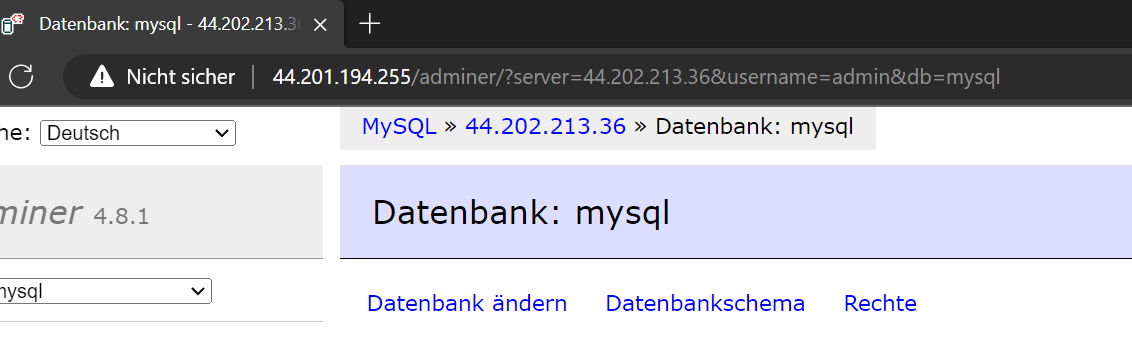 Datenbank: mysql - 44.202.213.3
Nicht sicher 44.201.194.255/adminer/?server=44.202.213.36&username=admin&db=mysql
he: Deutsch
MySQL » 44.202.213.36 » Datenbank: mysql
miner 4.8.1
Datenbank: mysql
mysql
Datenbank ändern Datenbankschema Rechte